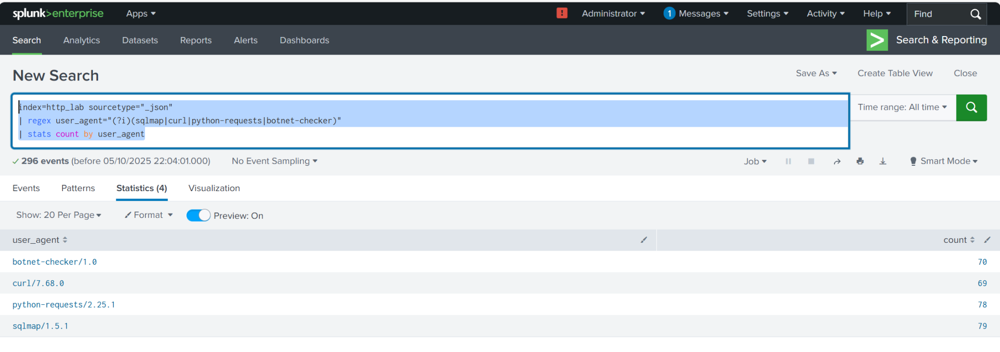 splunk>enterprise Apps Administrator 1 Messages Settings Activity Help Find
Search Analytics Datasets Reports Alerts Dashboards Search & Reporting
New Search Save As Create Table View Close
index=http_lab sourcetype="_json" Time range: All time
| regex user_agent="(?i)(sqlmap|curl|python-requests|botnet-checker)"
| stats count by user_agent
296 events (before 05/10/2025 22:04:01.000) No Event Sampling Job Smart Mode
Events Patterns Statistics (4) Visualization
Show: 20 Per Page Format Preview: On
user_agent count
botnet-checker/1.0 70
curl/7.68.0 69
python-requests/2.25.1 78
sqlmap/1.5.1 79